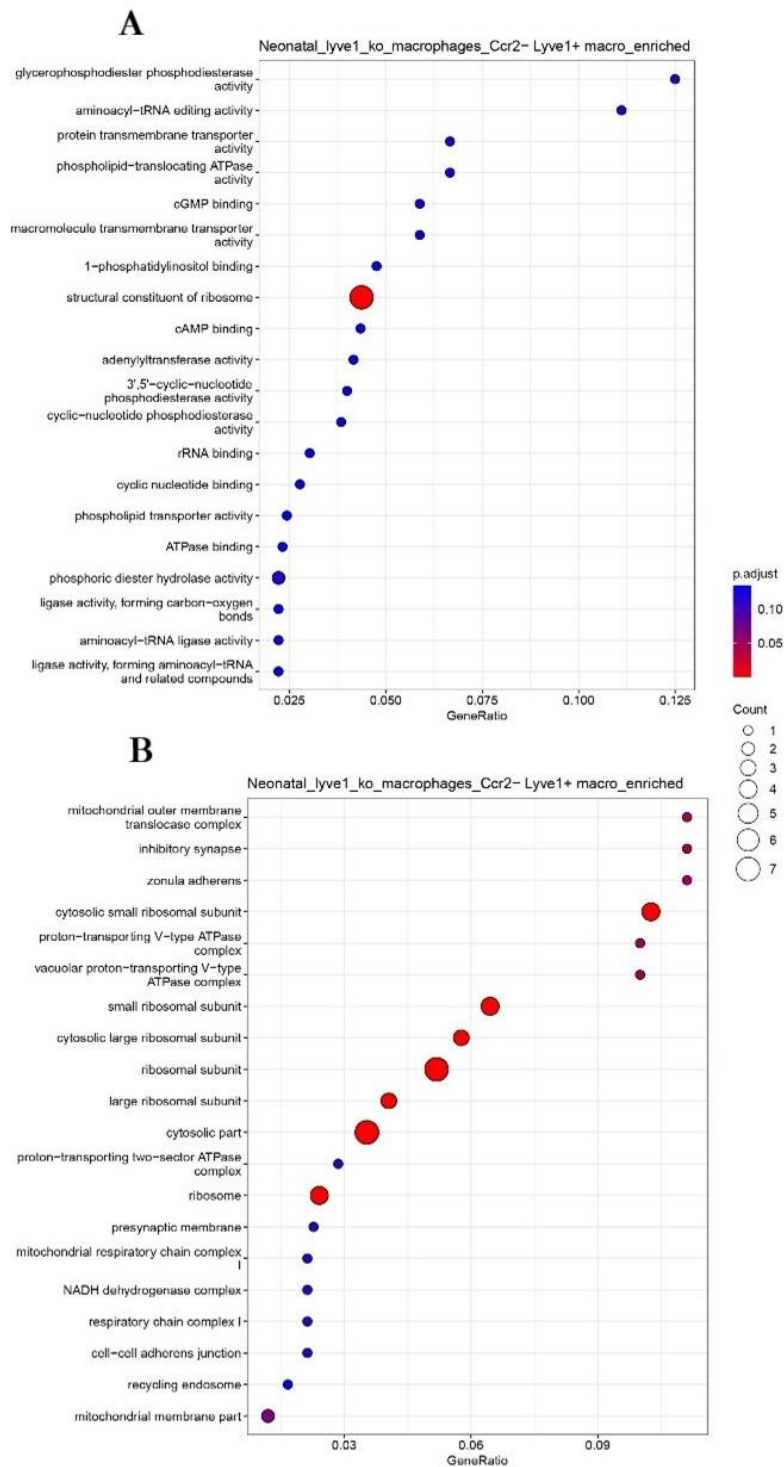 A
Neonatal_lyve1_ko_macrophages_Ccr2− Lyve1+ macro_enriched
glycerophosphodiester phosphodiesterase
activity
aminoacyl−tRNA editing activity
protein transmembrane transporter
activity
phospholipid−translocating ATPase
activity
cGMP binding
macromolecule transmembrane transporter
activity
1−phosphatidylinositol binding
structural constituent of ribosome
cAMP binding
adenylyltransferase activity
3',5'−cyclic−nucleotide
phosphodiesterase activity
cyclic−nucleotide phosphodiesterase
activity
rRNA binding
cyclic nucleotide binding
phospholipid transporter activity
ATPase binding
phosphoric diester hydrolase activity
ligase activity, forming carbon−oxygen
bonds
aminoacyl−tRNA ligase activity
ligase activity, forming aminoacyl−tRNA
and related compounds
0.025 0.050 0.075 0.100 0.125
GeneRatio
p.adjust
0.10
0.05
Count
1
2
3
4
5
6
7
B
Neonatal_lyve1_ko_macrophages_Ccr2− Lyve1+ macro_enriched
mitochondrial outer membrane
translocase complex
inhibitory synapse
zonula adherens
cytosolic small ribosomal subunit
proton−transporting V−type ATPase
complex
vacuolar proton−transporting V−type
ATPase complex
small ribosomal subunit
cytosolic large ribosomal subunit
ribosomal subunit
large ribosomal subunit
cytosolic part
proton−transporting two−sector ATPase
complex
ribosome
presynaptic membrane
mitochondrial respiratory chain complex
I
NADH dehydrogenase complex
respiratory chain complex I
cell−cell adherens junction
recycling endosome
mitochondrial membrane part
0.03 0.06 0.09
GeneRatio